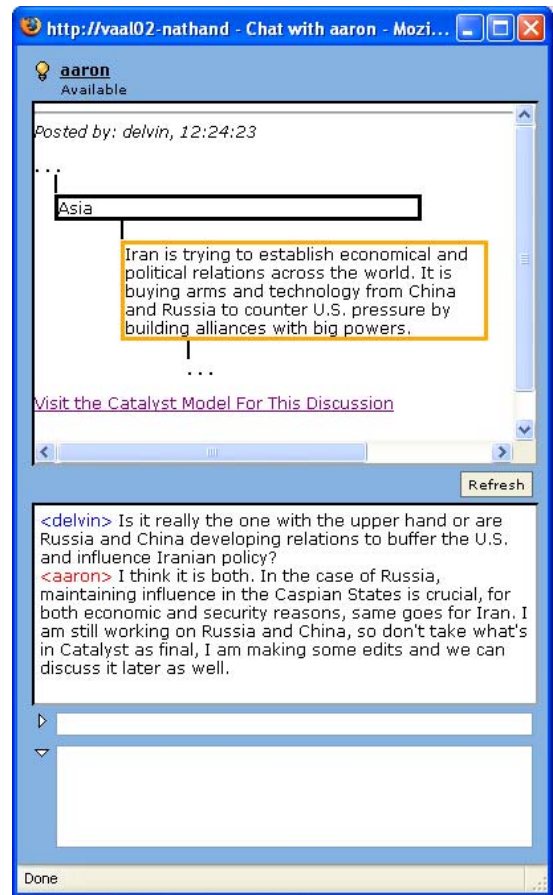 http://vaal02-nathand - Chat with aaron - Mozi...
aaron
Available
Posted by: delvin, 12:24:23
...
Asia
Iran is trying to establish economical and
political relations across the world. It is
buying arms and technology from China
and Russia to counter U.S. pressure by
building alliances with big powers.
...
Visit the Catalyst Model For This Discussion
Refresh
<delvin> Is it really the one with the upper hand or are
Russia and China developing relations to buffer the U.S.
and influence Iranian policy?
<aaron> I think it is both. In the case of Russia,
maintaining influence in the Caspian States is crucial, for
both economic and security reasons, same goes for Iran. I
am still working on Russia and China, so don't take what's
in Catalyst as final, I am making some edits and we can
discuss it later as well.
Done